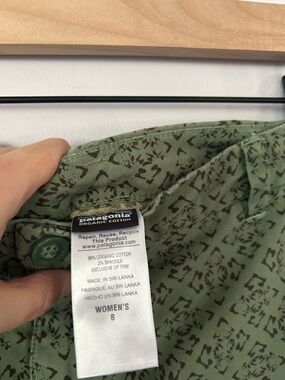 patagonia®
ORGANIC COTTON
Repair, Reuse, Recycle
This Product
www.patagonia.com
98% ORGANIC COTTON
2% SPANDEX
EXCLUSIVE OF TRIM
MADE IN SRI LANKA
FABRIQUÉ AU SRI LANKA
HECHO EN SRI LANKA
WOMEN'S
8